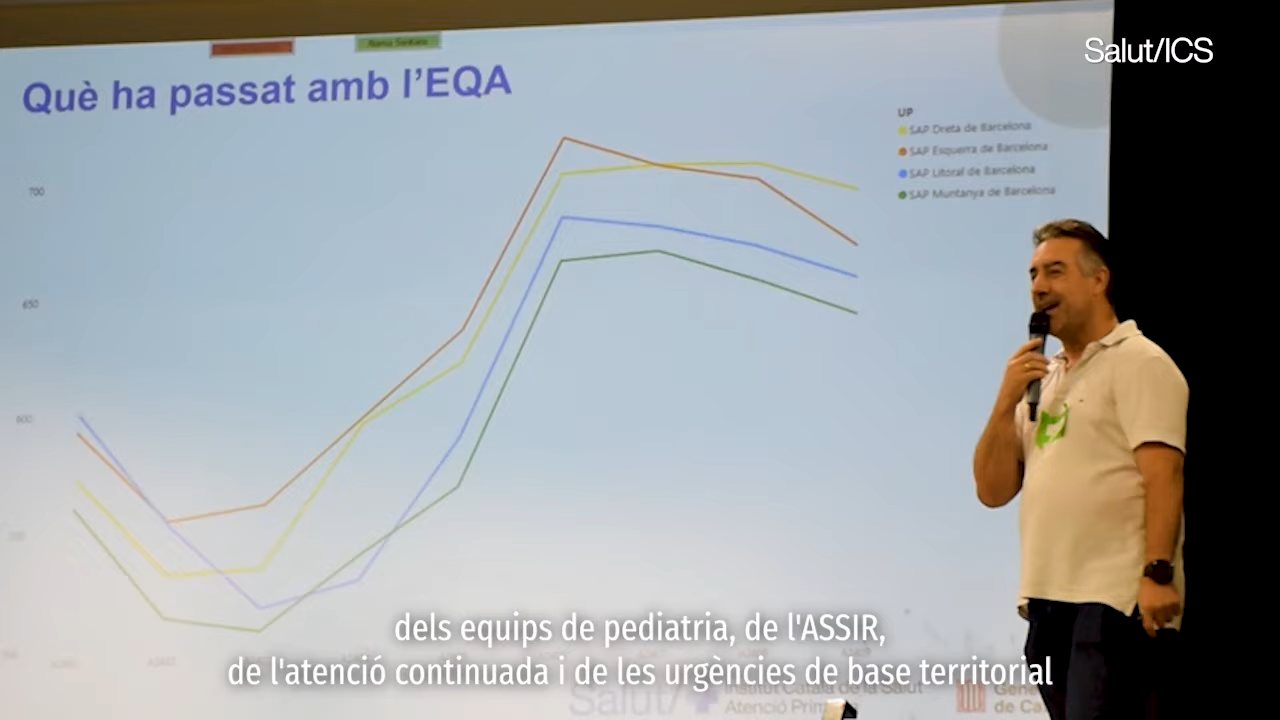 Salut/ICS
Què ha passat amb l'EQA
UP
SAP Dreta de Barcelona
SAP Esquerra de Barcelona
SAP Litoral de Barcelona
SAP Muntanya de Barcelona
700
650
600
dels equips de pediatria, de l'ASSIR,
de l'atenció continuada i de les urgències de base territorial
Salut/
Institut Català de la Salut
Atenció